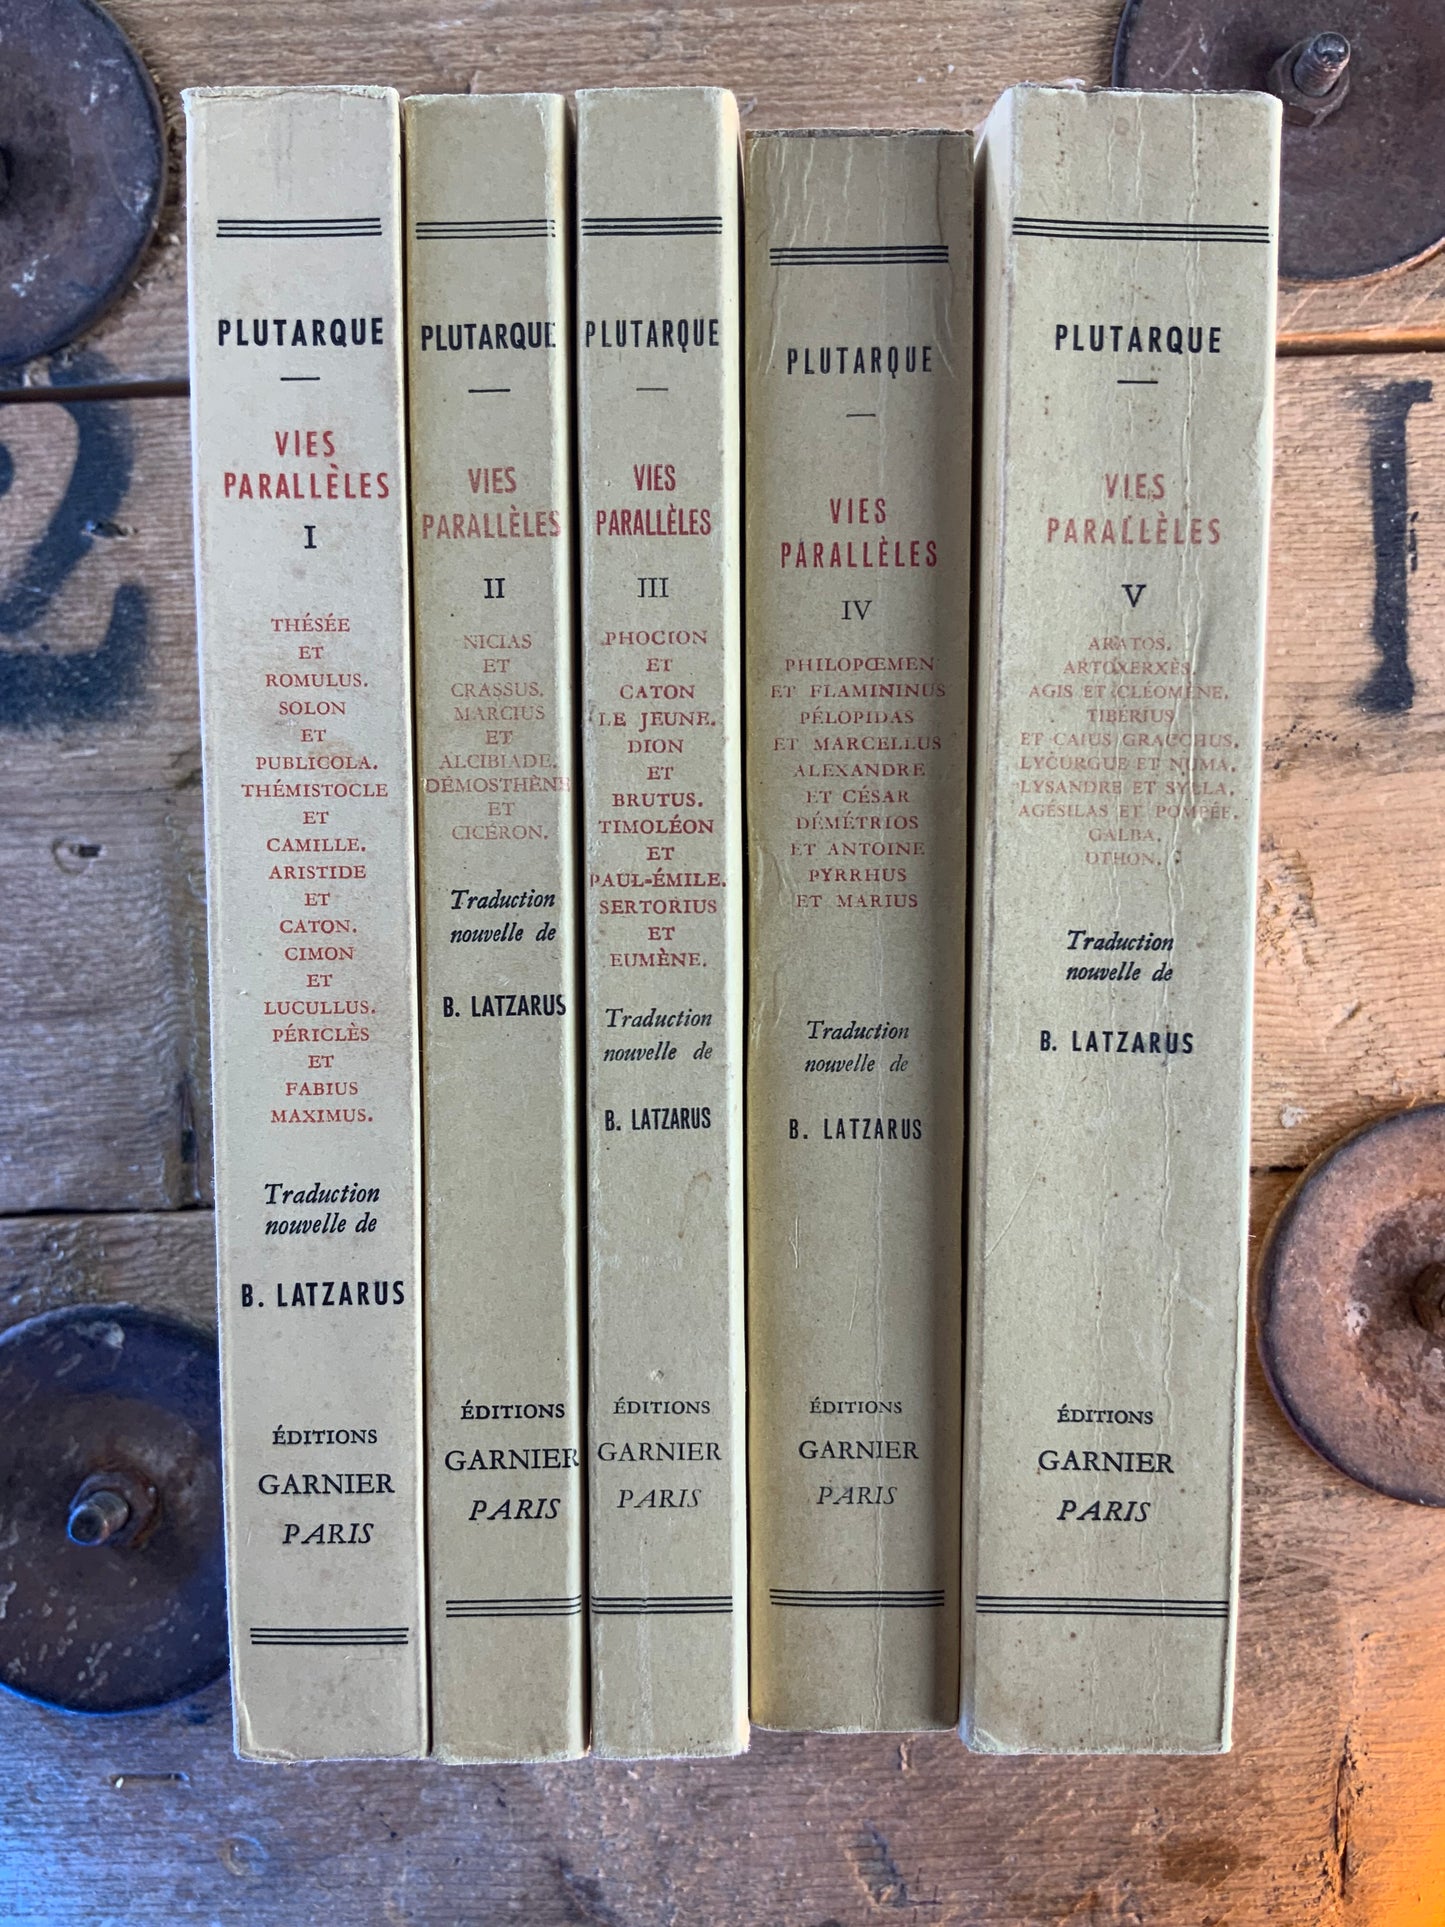 PLUTARQUE
VIES
PARALLÈLES
I
THÉSÉE
ET
ROMULUS.
SOLON
ET
PUBLICOLA.
THÉMISTOCLE
ET
CAMILLE.
ARISTIDE
ET
CATON.
CIMON
ET
LUCULLUS.
PÉRICLÈS
ET
FABIUS
MAXIMUS.
Traduction
nouvelle de
B. LATZARUS
ÉDITIONS
GARNIER
PARIS
PLUTARQUE
VIES
PARALLÈLES
II
NICIAS
ET
CRASSUS.
MARCIUS
ET
ALCIBIADE.
DÉMOSTHÈNE
ET
CICÉRON.
Traduction
nouvelle de
B. LATZARUS
ÉDITIONS
GARNIER
PARIS
PLUTARQUE
VIES
PARALLÈLES
III
PHOCION
ET
CATON
LE JEUNE.
DION
ET
BRUTUS.
TIMOLÉON
ET
PAUL-ÉMILE.
SERTORIUS
ET
EUMÈNE.
Traduction
nouvelle de
B. LATZARUS
ÉDITIONS
GARNIER
PARIS
PLUTARQUE
VIES
PARALLÈLES
IV
PHILOPŒMEN
ET FLAMININUS
PÉLOPIDAS
ET MARCELLUS
ALEXANDRE
ET CÉSAR
DÉMÉTRIOS
ET ANTOINE
PYRRHUS
ET MARIUS
Traduction
nouvelle de
B. LATZARUS
ÉDITIONS
GARNIER
PARIS
PLUTARQUE
VIES
PARALLÈLES
V
ARATOS.
ARTOXERXÈS.
AGIS ET CLÉOMÈNE.
TIBÉRIUS
ET CAIUS GRACCHUS.
LYCURGUE ET NUMA.
LYSANDRE ET SYLLA.
AGÉSILAS ET POMPÉE.
GALBA.
OTHON.
Traduction
nouvelle de
B. LATZARUS
ÉDITIONS
GARNIER
PARIS
2
I